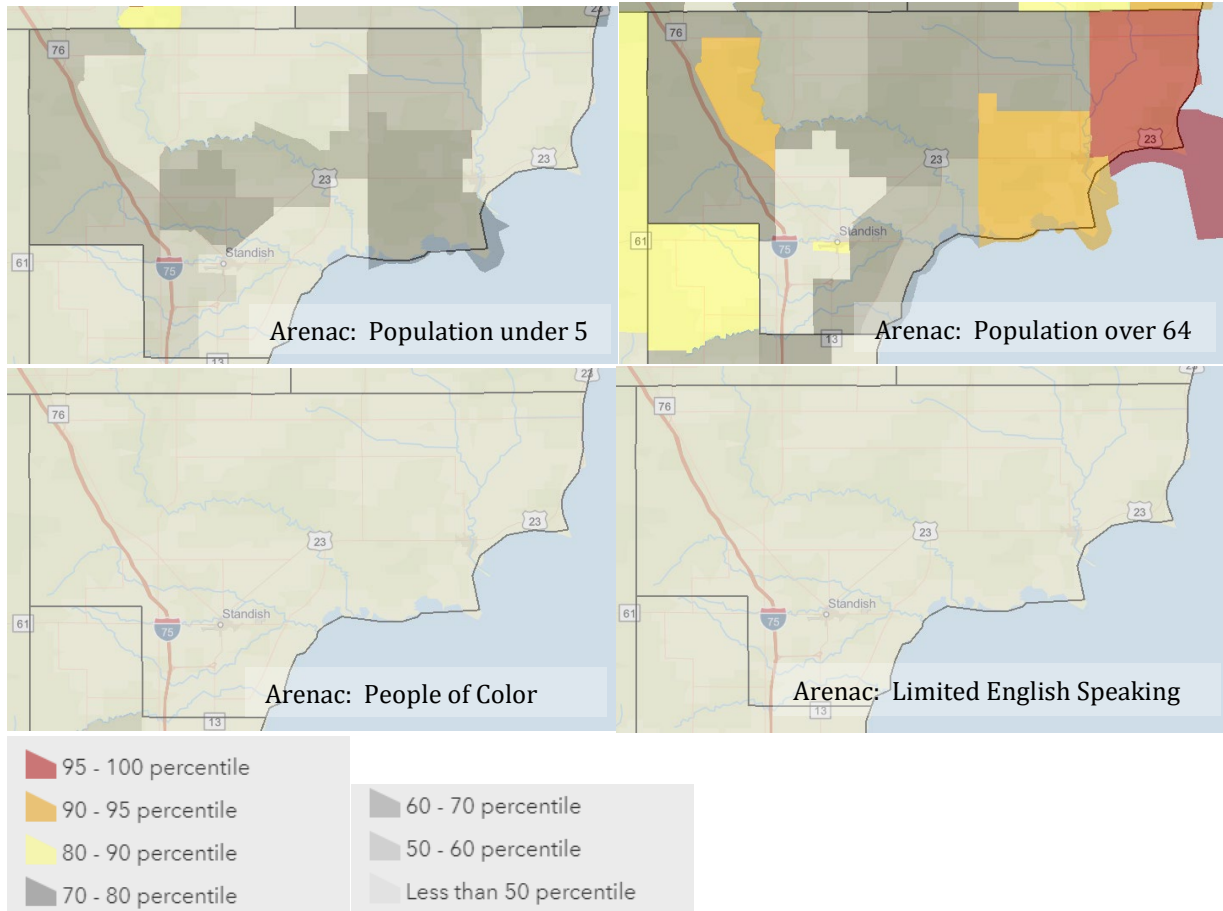 23
76
23
61
Standish
75
13
Arenac: Population under 5
76
23
23
61
75
13
Arenac: Population over 64
23
76
23
23
61
Standish
75
13
Arenac: People of Color
76
23
23
61
Standish
75
13
Arenac: Limited English Speaking
95 - 100 percentile
90 - 95 percentile
80 - 90 percentile
70 - 80 percentile
60 - 70 percentile
50 - 60 percentile
Less than 50 percentile